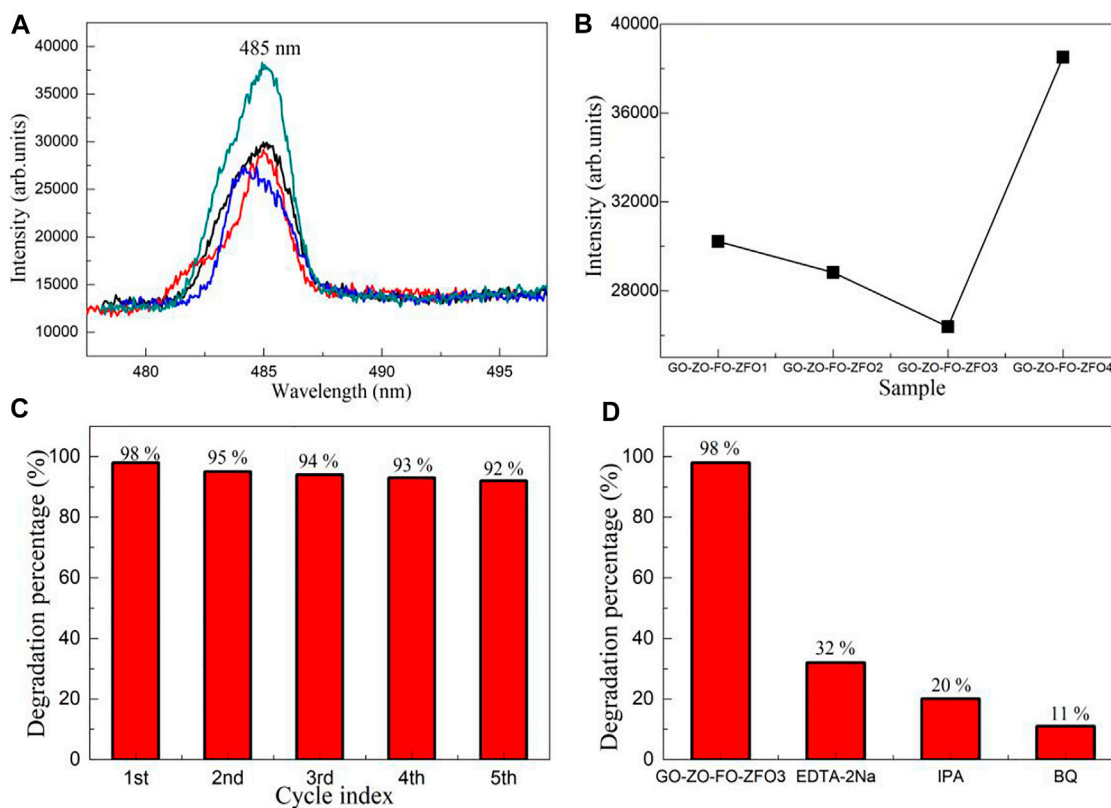 A
485 nm
40000
35000
30000
25000
20000
15000
10000
Intensity (arb.units)
480
485
490
495
Wavelength (nm)
B
40000
36000
32000
28000
Intensity (arb.units)
GO-ZO-FO-ZFO1
GO-ZO-FO-ZFO2
GO-ZO-FO-ZFO3
GO-ZO-FO-ZFO4
Sample
C
98 %
95 %
94 %
93 %
92 %
100
80
60
40
20
0
Degradation percentage (%)
1st
2nd
3rd
4th
5th
Cycle index
D
98 %
32 %
20 %
11 %
100
80
60
40
20
0
Degradation percentage (%)
GO-ZO-FO-ZFO3
EDTA-2Na
IPA
BQ